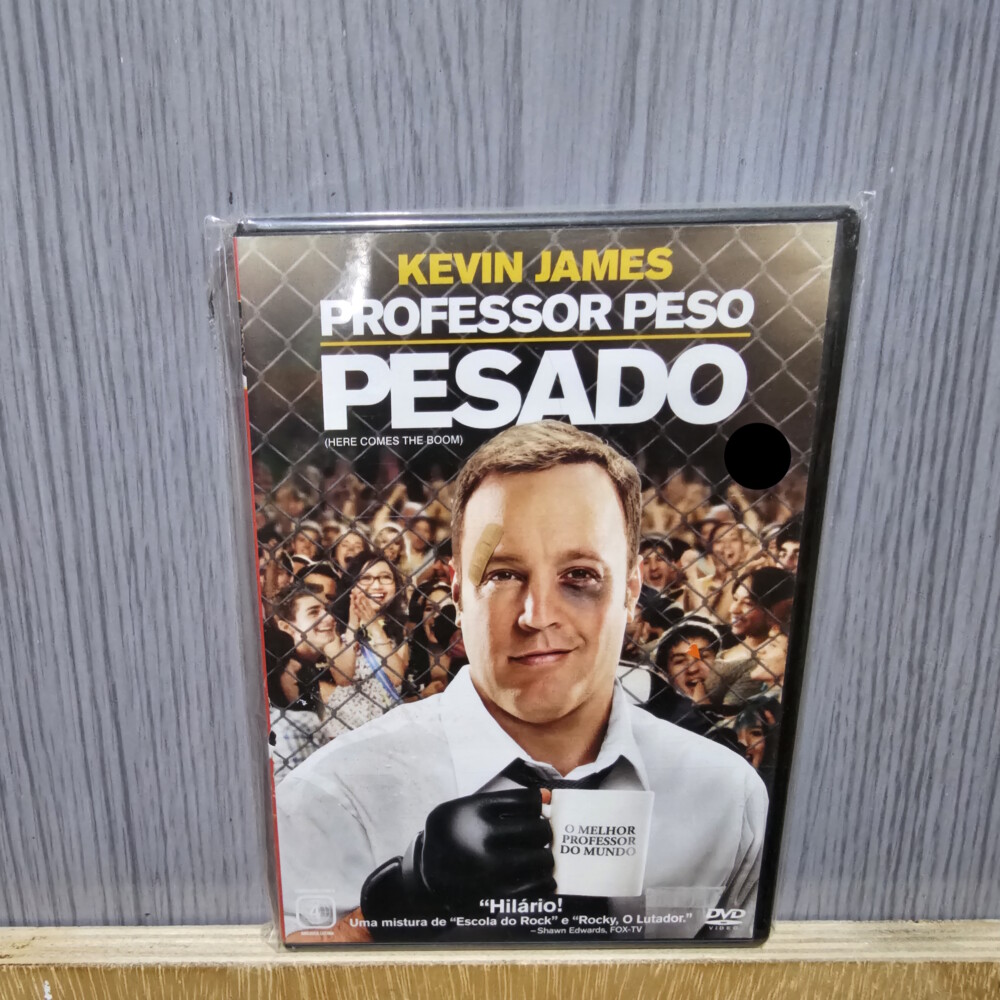 KEVIN JAMES
PROFESSOR PESO
PESADO
(HERE COMES THE BOOM)
O MELHOR
PROFESSOR
DO MUNDO
“Hilário!
Uma mistura de “Escola do Rock” e “Rocky, O Lutador.”
–Shawn Edwards, FOX-TV
DVD
VIDEO